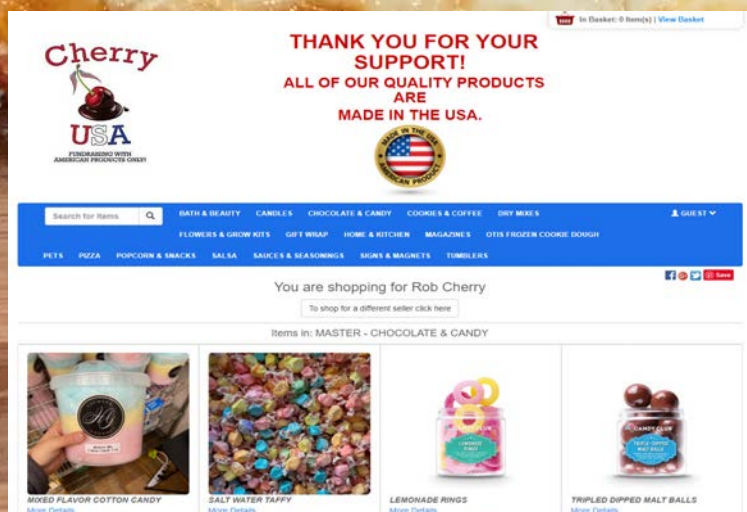 In Basket: 0 Item(s) | View Basket
Cherry
USA
FUNDRAISING WITH
AMERICAN PRODUCTS ONLY!
THANK YOU FOR YOUR
SUPPORT!
ALL OF OUR QUALITY PRODUCTS
ARE
MADE IN THE USA.
MADE IN THE USA
AMERICAN PRODUCT
Search for Items
BATH & BEAUTY CANDLES CHOCOLATE & CANDY COOKIES & COFFEE DRY MIXES
GUEST
FLOWERS & GROW KITS GIFT WRAP HOME & KITCHEN MAGAZINES OTIS FROZEN COOKIE DOUGH
PETS PIZZA POPCORN & SNACKS SALSA SAUCES & SEASONINGS SIGNS & MAGNETS TUMBLERS
Save
You are shopping for Rob Cherry
To shop for a different seller click here
Items in: MASTER - CHOCOLATE & CANDY
LEMONADE
RINGS
CANDY CLUB
TRIPLE-DIPPED
MALT BALLS
MIXED FLAVOR COTTON CANDY
More Details
SALT WATER TAFFY
More Details
LEMONADE RINGS
More Details
TRIPLED DIPPED MALT BALLS
More Details